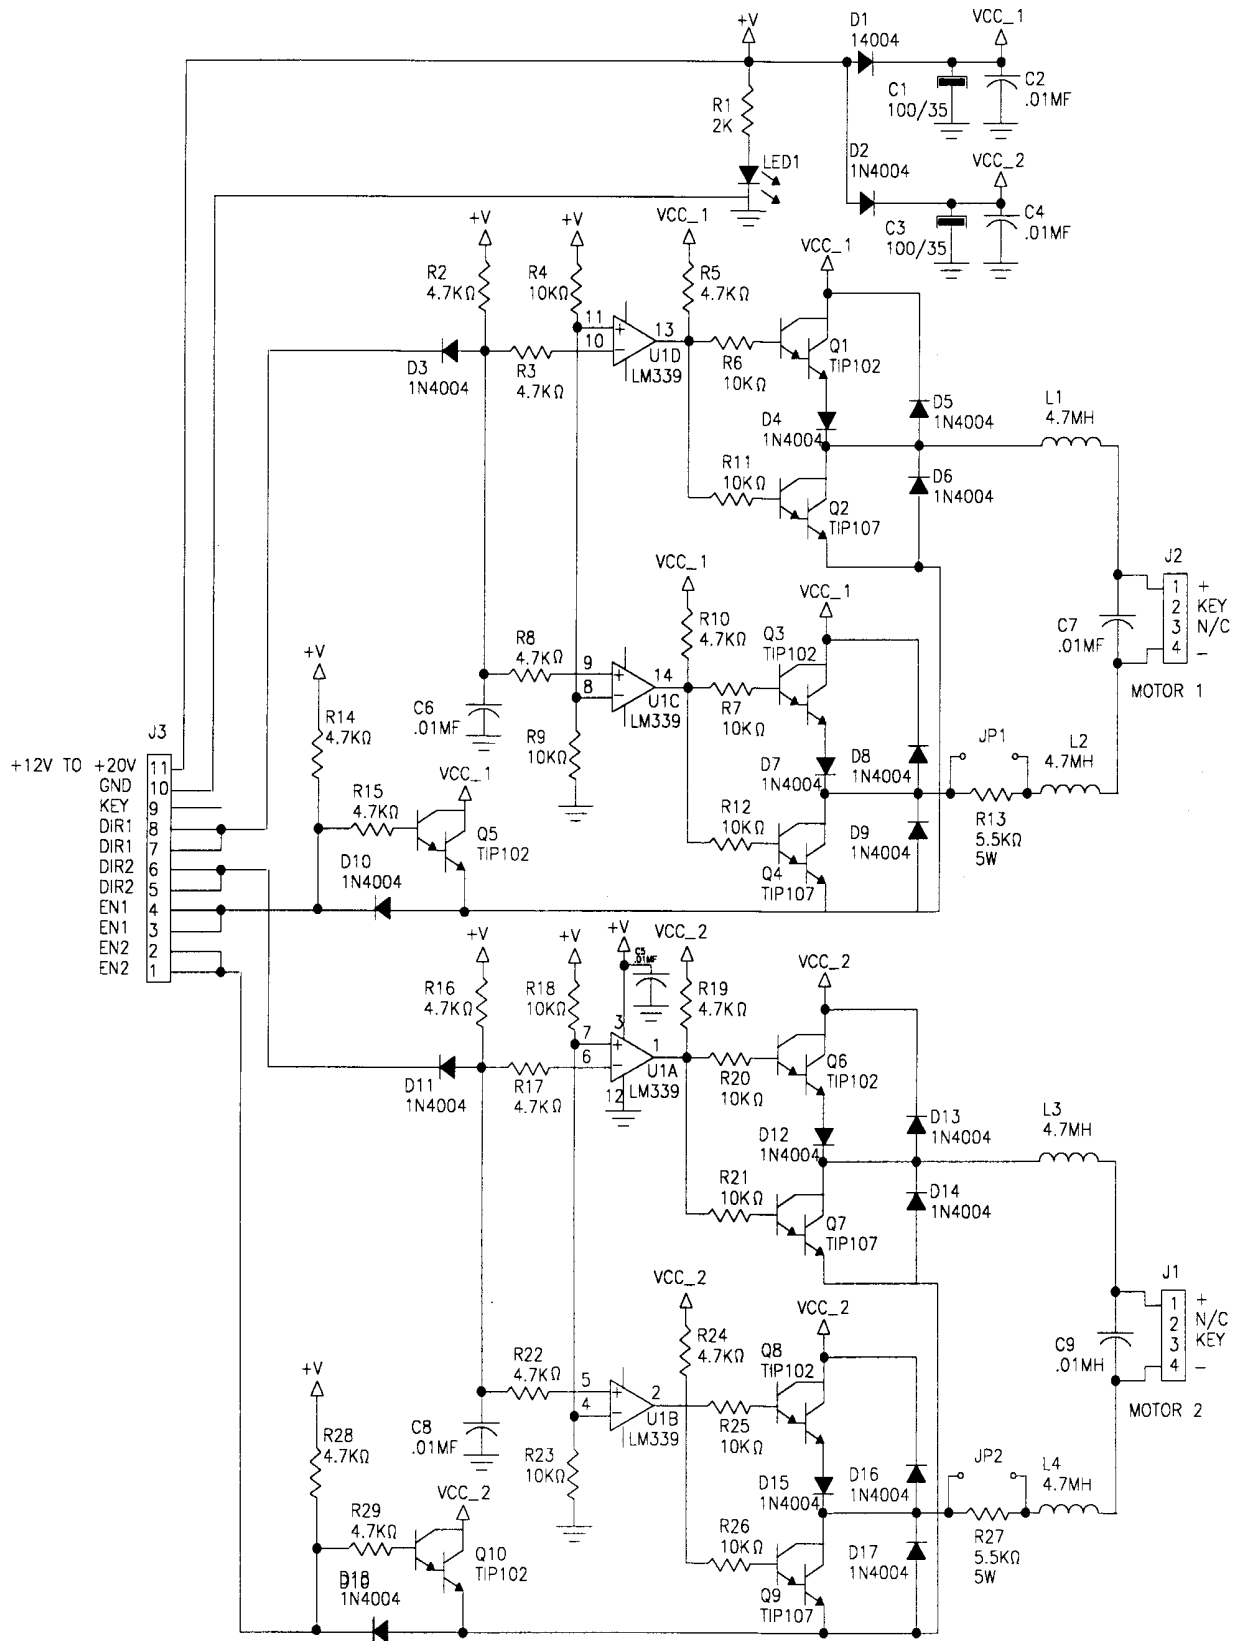 +V
D1
14004
VCC_1
R1
2K
C1
100/35
C2
.01MF
LED1
D2
1N4004
VCC_2
C3
100/35
C4
.01MF
+V
+V
VCC_1
VCC_1
R2
4.7KΩ
R4
10KΩ
R5
4.7KΩ
11
10
+
−
13
U1D
LM339
D3
1N4004
R3
4.7KΩ
R6
10KΩ
Q1
TIP102
D4
1N4004
D5
1N4004
L1
4.7MH
R11
10KΩ
Q2
TIP107
D6
1N4004
VCC_1
VCC_1
R10
4.7KΩ
Q3
TIP102
J2
1 +
2 KEY
3 N/C
4 −
C7
.01MF
MOTOR 1
R8
4.7KΩ
9
8
+
−
14
U1C
LM339
R7
10KΩ
C6
.01MF
R9
10KΩ
+V
R14
4.7KΩ
D7
1N4004
D8
1N4004
JP1
L2
4.7MH
R13
5.5KΩ
5W
R12
10KΩ
D9
1N4004
Q4
TIP107
VCC_1
R15
4.7KΩ
Q5
TIP102
D10
1N4004
J3
+12V TO +20V 11
GND 10
KEY 9
DIR1 8
DIR1 7
DIR2 6
DIR2 5
EN1 4
EN1 3
EN2 2
EN2 1
+V
+V
+V
C5
.01MF
VCC_2
VCC_2
R16
4.7KΩ
R18
10KΩ
R19
4.7KΩ
3
7
6
+
−
1
12
U1A
LM339
D11
1N4004
R17
4.7KΩ
R20
10KΩ
Q6
TIP102
D12
1N4004
D13
1N4004
L3
4.7MH
R21
10KΩ
Q7
TIP107
D14
1N4004
VCC_2
VCC_2
R24
4.7KΩ
Q8
TIP102
J1
1 +
2 N/C
3 KEY
4 −
C9
.01MH
MOTOR 2
R22
4.7KΩ
5
4
+
−
2
U1B
LM339
R25
10KΩ
C8
.01MF
R23
10KΩ
+V
R28
4.7KΩ
D15
1N4004
D16
1N4004
JP2
L4
4.7MH
R27
5.5KΩ
5W
R26
10KΩ
D17
1N4004
Q9
TIP107
VCC_2
R29
4.7KΩ
Q10
TIP102
1N4004